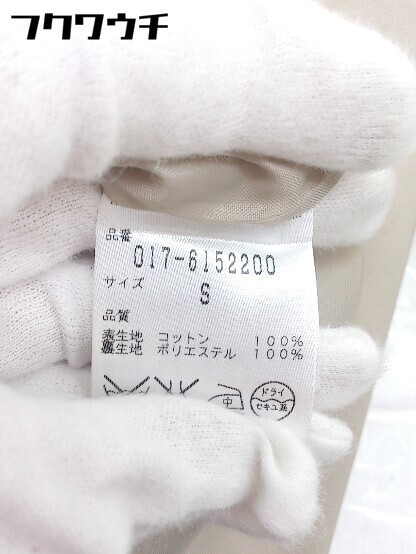 フクワウチ
品番
017-6152200
サイズ S
品質
表生地 コットン 100%
裏生地 ポリエステル 100%
中
ドライ
セキユ系